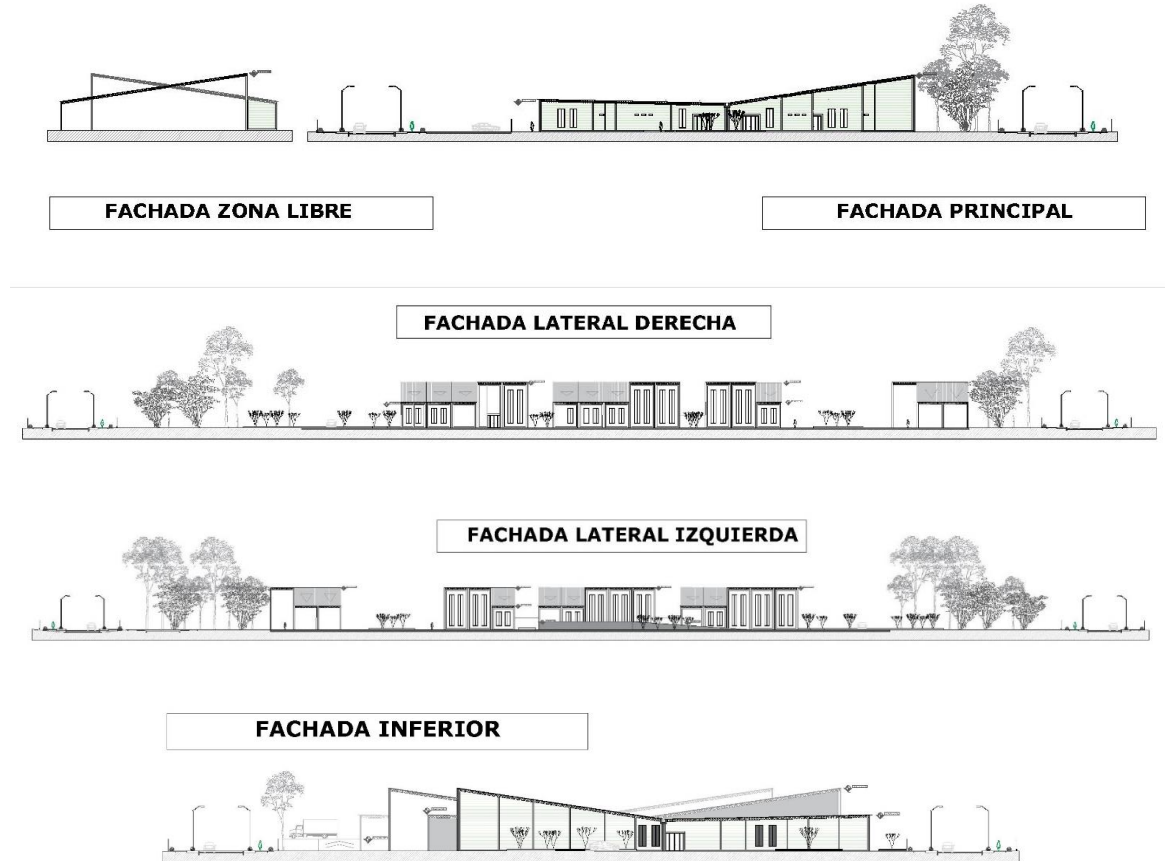 FACHADA ZONA LIBRE
FACHADA PRINCIPAL
FACHADA LATERAL DERECHA
FACHADA LATERAL IZQUIERDA
FACHADA INFERIOR